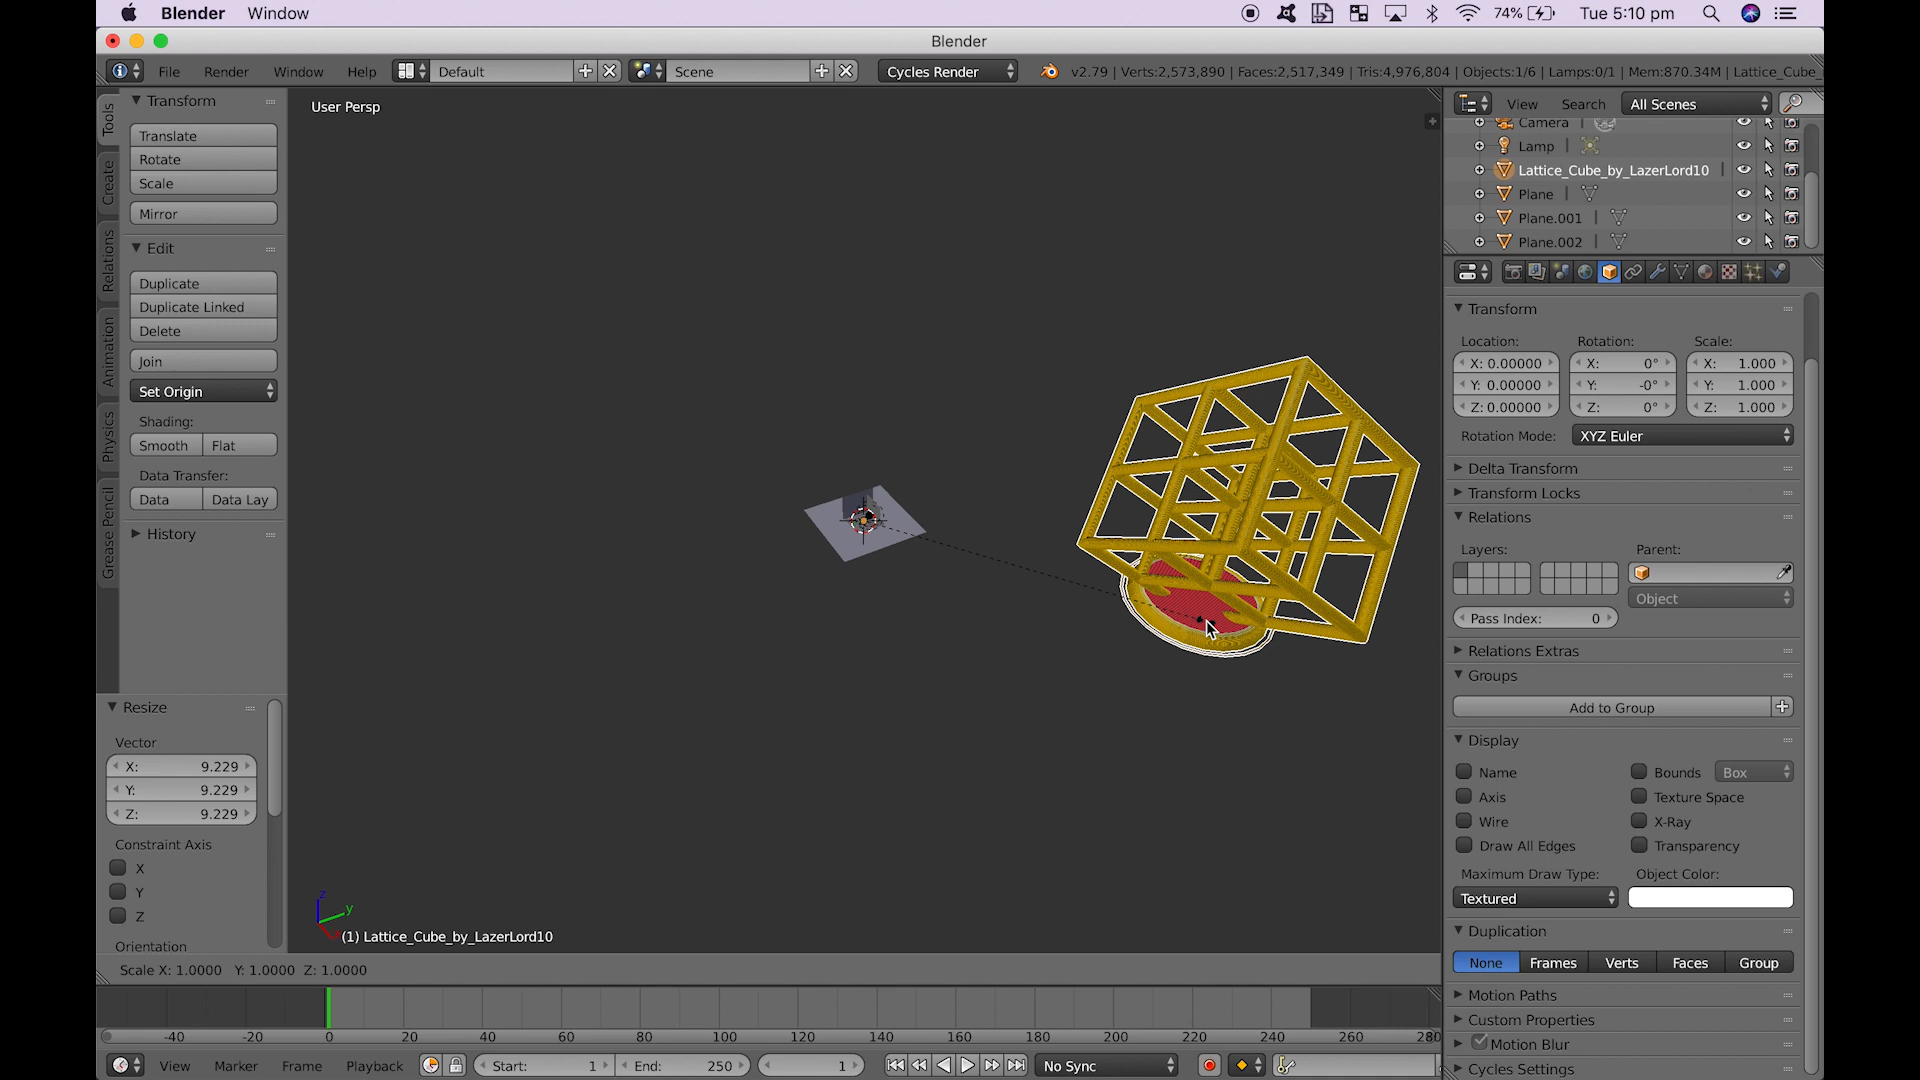 Blender Window 74% Tue 5:10 pm
Blender
File Render Window Help Default Scene Cycles Render v2.79 | Verts:2,573,890 | Faces:2,517,349 | Tris:4,976,804 | Objects:1/6 | Lamps:0/1 | Mem:870.34M | Lattice_Cube_
Tools
Create
Relations
Animation
Physics
Grease Pencil
Transform
Translate
Rotate
Scale
Mirror
Edit
Duplicate
Duplicate Linked
Delete
Join
Set Origin
Shading:
Smooth Flat
Data Transfer:
Data Data Lay
History
Resize
Vector
X: 9.229
Y: 9.229
Z: 9.229
Constraint Axis
X
Y
Z
Orientation
User Persp
z
y
(1) Lattice_Cube_by_LazerLord10
Scale X: 1.0000 Y: 1.0000 Z: 1.0000
View Search All Scenes
Camera
Lamp
Lattice_Cube_by_LazerLord10
Plane
Plane.001
Plane.002
Transform
Location: Rotation: Scale:
X: 0.00000 X: 0° X: 1.000
Y: 0.00000 Y: -0° Y: 1.000
Z: 0.00000 Z: 0° Z: 1.000
Rotation Mode: XYZ Euler
Delta Transform
Transform Locks
Relations
Layers: Parent:
Object
Pass Index: 0
Relations Extras
Groups
Add to Group
Display
Name Bounds Box
Axis Texture Space
Wire X-Ray
Draw All Edges Transparency
Maximum Draw Type: Object Color:
Textured
Duplication
None Frames Verts Faces Group
Motion Paths
Custom Properties
Motion Blur
Cycles Settings
-40 -20 0 20 40 60 80 100 120 140 160 180 200 220 240 260 280
View Marker Frame Playback Start: 1 End: 250 1 No Sync